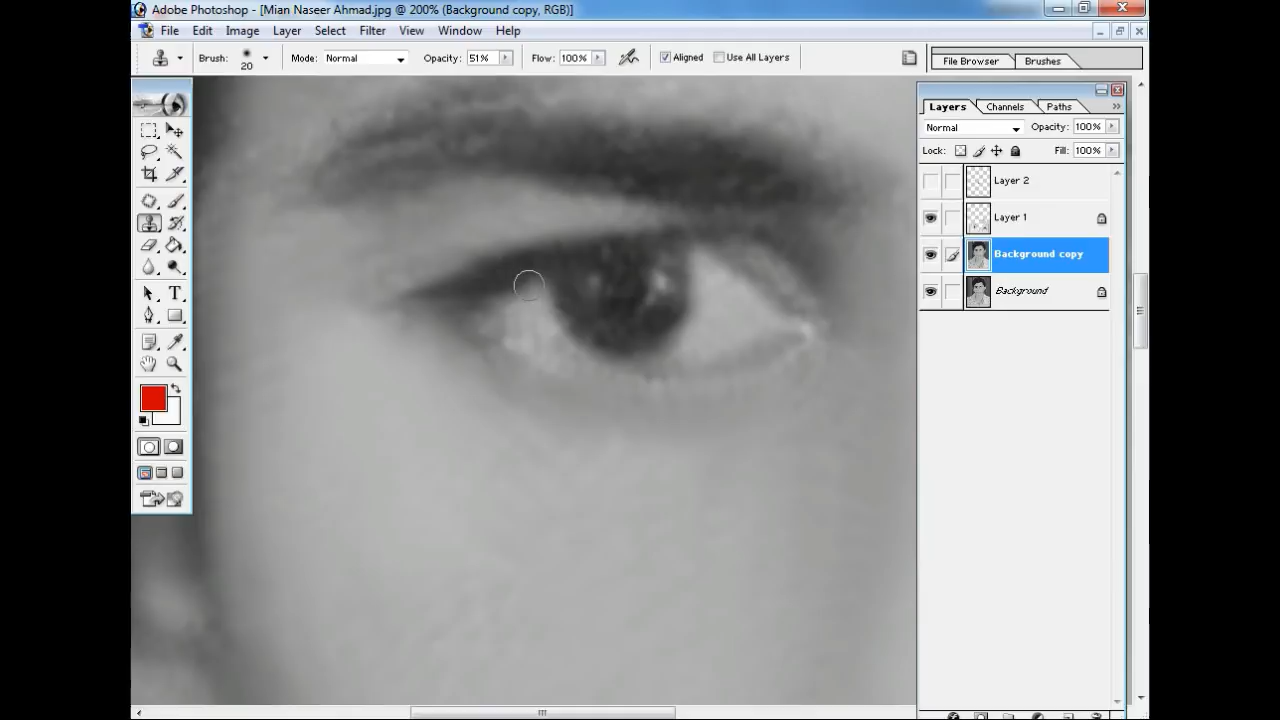 Adobe Photoshop - [Mian Naseer Ahmad.jpg @ 200% (Background copy, RGB)]
File Edit Image Layer Select Filter View Window Help
Brush: 20 Mode: Normal Opacity: 51% Flow: 100% Aligned Use All Layers File Browser Brushes
Layers Channels Paths
Normal Opacity: 100%
Lock: Fill: 100%
Layer 2
Layer 1
Background copy
Background
T